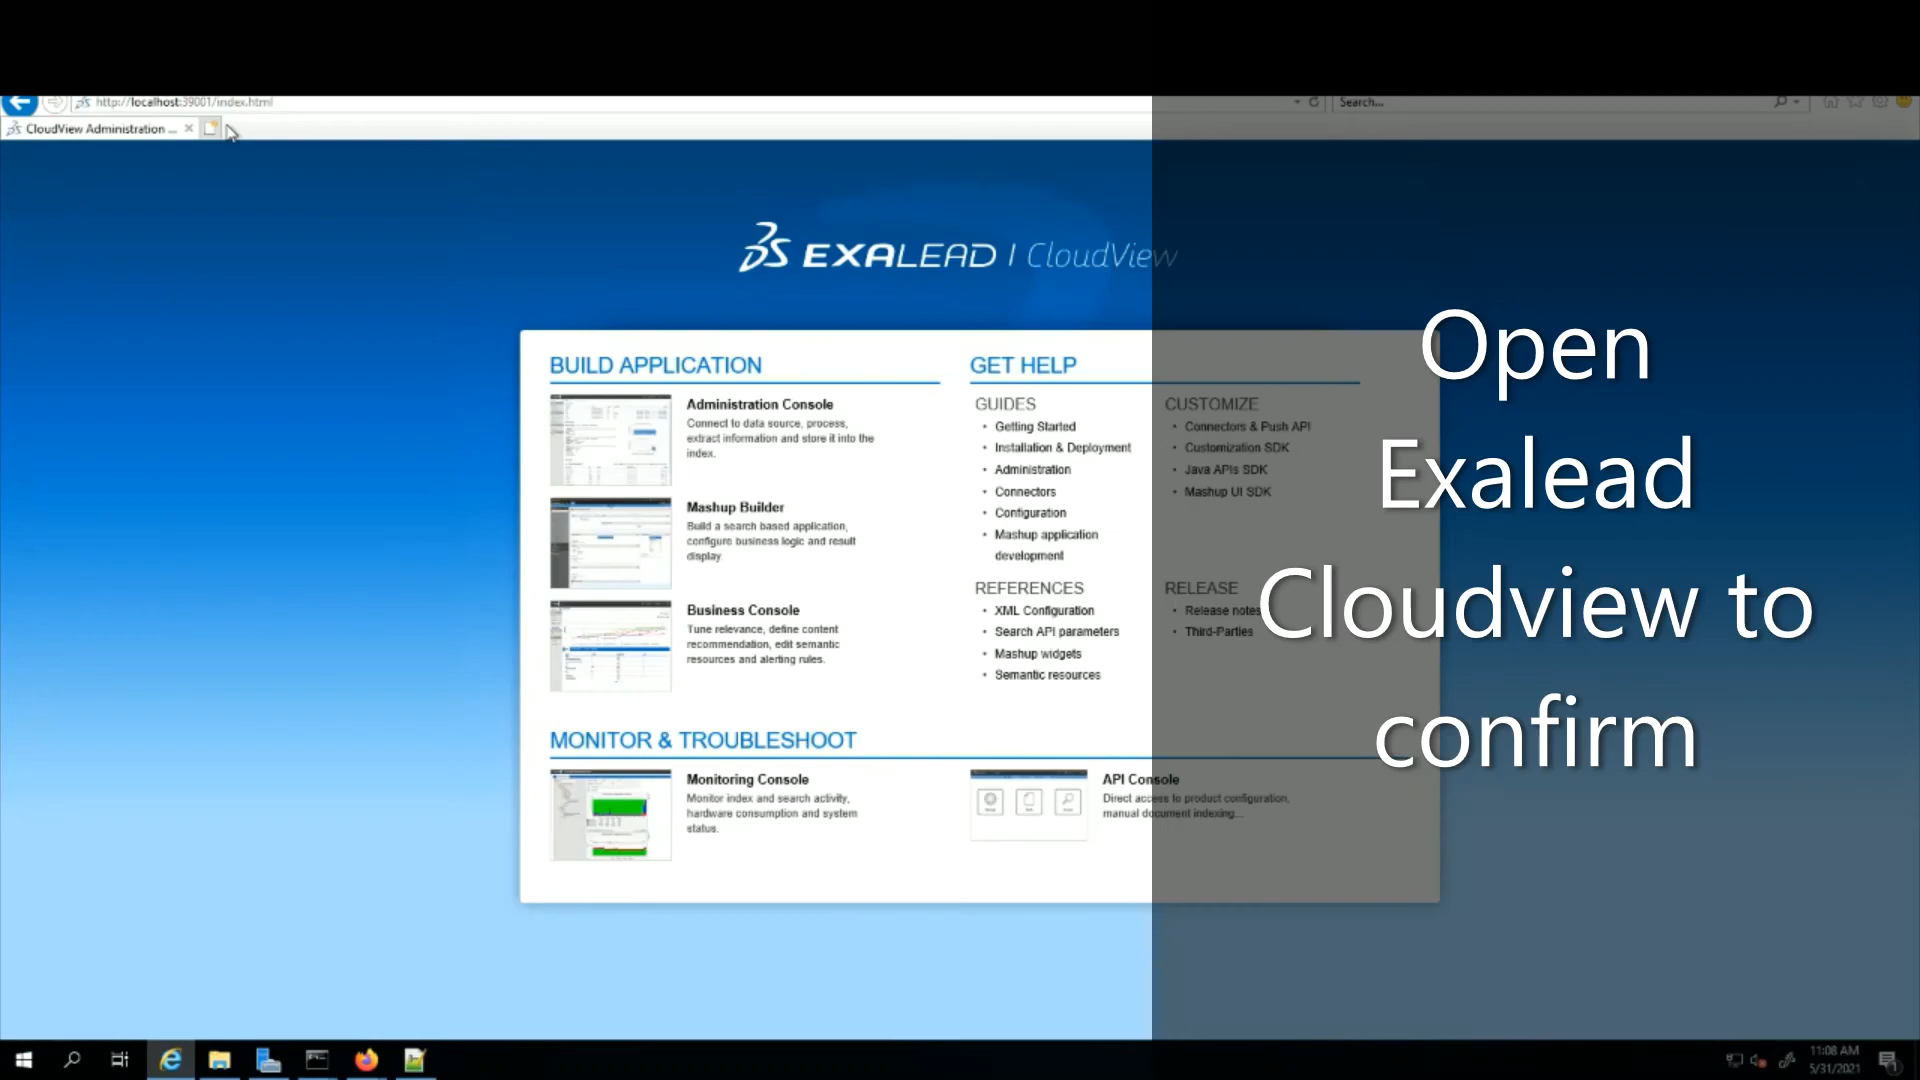 http://localhost:39001/index.html
Search...
CloudView Administration ...
EXALEAD | CloudView
BUILD APPLICATION
Administration Console
Connect to data source, process,
extract information and store it into the
index.
Mashup Builder
Build a search based application,
configure business logic and result
display.
Business Console
Tune relevance, define content
recommendation, edit semantic
resources and alerting rules.
GET HELP
GUIDES
• Getting Started
• Installation & Deployment
• Administration
• Connectors
• Configuration
• Mashup application
development
CUSTOMIZE
• Connectors & Push API
• Customization SDK
• Java APIs SDK
• Mashup UI SDK
REFERENCES
• XML Configuration
• Search API parameters
• Mashup widgets
• Semantic resources
RELEASE
• Release notes
• Third-Parties
MONITOR & TROUBLESHOOT
Monitoring Console
Monitor index and search activity,
hardware consumption and system
status.
API Console
Direct access to product configuration,
manual document indexing...
Open
Exalead
Cloudview to
confirm
11:08 AM
5/31/2021